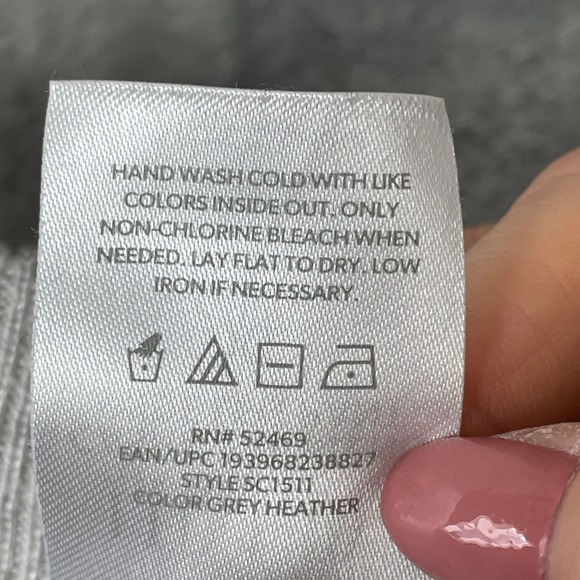 HAND WASH COLD WITH LIKE
COLORS INSIDE OUT. ONLY
NON-CHLORINE BLEACH WHEN
NEEDED. LAY FLAT TO DRY. LOW
IRON IF NECESSARY.
RN# 52469
EAN/UPC 193968238827
STYLE SC1511
COLOR GREY HEATHER